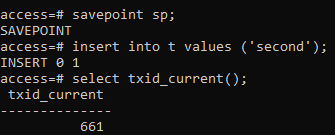 access=# savepoint sp;
SAVEPOINT
access=# insert into t values ('second');
INSERT 0 1
access=# select txid_current();
 txid_current
--------------
          661